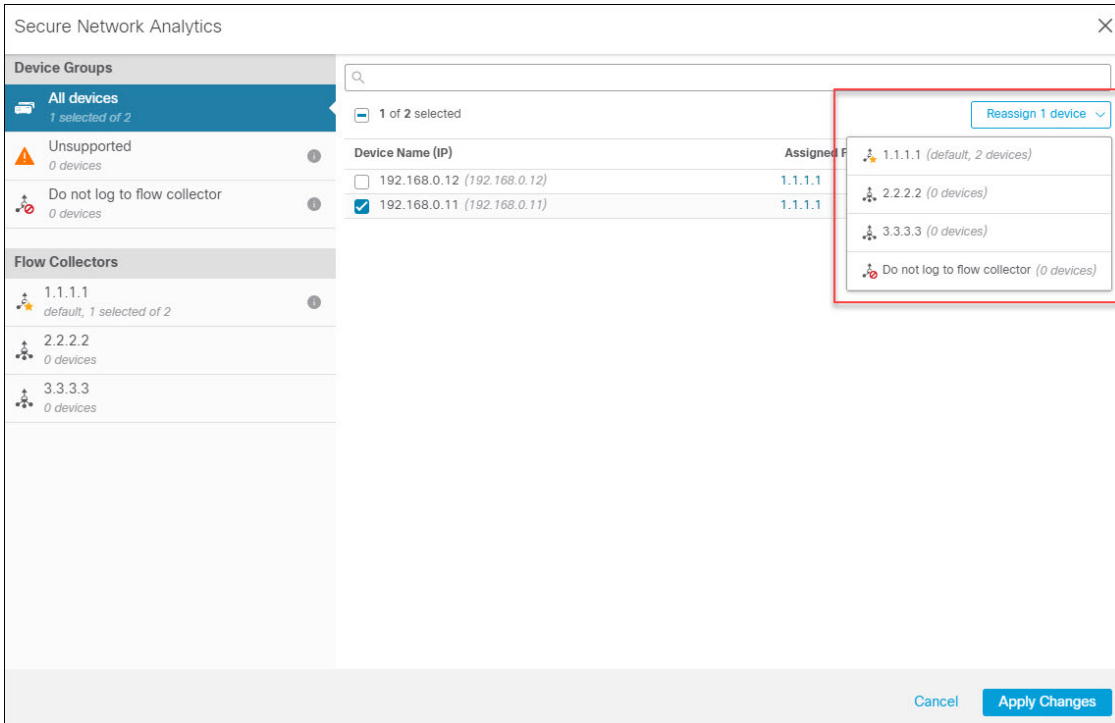 Secure Network Analytics
Device Groups
All devices
1 selected of 2
Unsupported
0 devices
Do not log to flow collector
0 devices
Flow Collectors
1.1.1.1
default, 1 selected of 2
2.2.2.2
0 devices
3.3.3.3
0 devices
1 of 2 selected
Reassign 1 device
Device Name (IP) Assigned F
192.168.0.12 (192.168.0.12) 1.1.1.1
192.168.0.11 (192.168.0.11) 1.1.1.1
1.1.1.1 (default, 2 devices)
2.2.2.2 (0 devices)
3.3.3.3 (0 devices)
Do not log to flow collector (0 devices)
Cancel Apply Changes